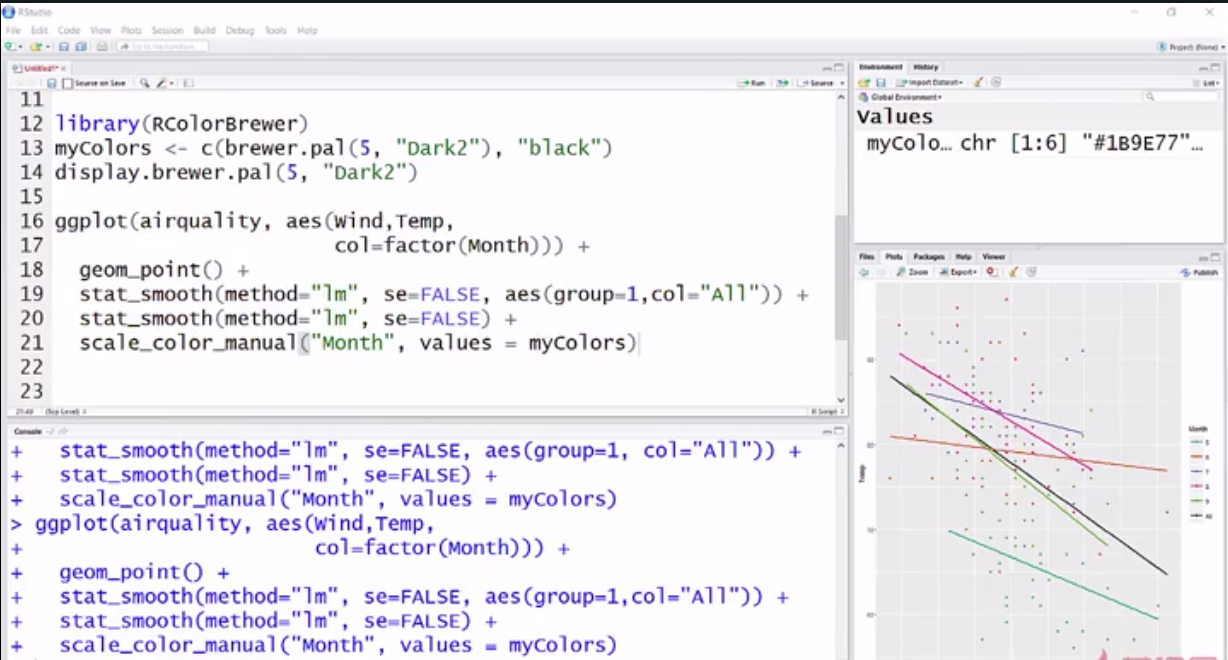 RStudio
File Edit Code View Plots Session Build Debug Tools Help
Go to file/function
Project: (None)
Untitled1*
Source on Save
Run
Source
11
12 library(RColorBrewer)
13 myColors <- c(brewer.pal(5, "Dark2"), "black")
14 display.brewer.pal(5, "Dark2")
15
16 ggplot(airquality, aes(Wind,Temp,
17 col=factor(Month))) +
18 geom_point() +
19 stat_smooth(method="lm", se=FALSE, aes(group=1,col="All")) +
20 stat_smooth(method="lm", se=FALSE) +
21 scale_color_manual("Month", values = myColors)
22
23
(Top Level)
R Script
Console
+ stat_smooth(method="lm", se=FALSE, aes(group=1, col="All")) +
+ stat_smooth(method="lm", se=FALSE) +
+ scale_color_manual("Month", values = myColors)
> ggplot(airquality, aes(Wind,Temp,
+ col=factor(Month))) +
+ geom_point() +
+ stat_smooth(method="lm", se=FALSE, aes(group=1,col="All")) +
+ stat_smooth(method="lm", se=FALSE) +
+ scale_color_manual("Month", values = myColors)
Environment History
Import Dataset
List
Global Environment
Values
myColo… chr [1:6] "#1B9E77"…
Files Plots Packages Help Viewer
Zoom Export
Publish
Temp
Month
5
6
7
8
9
All